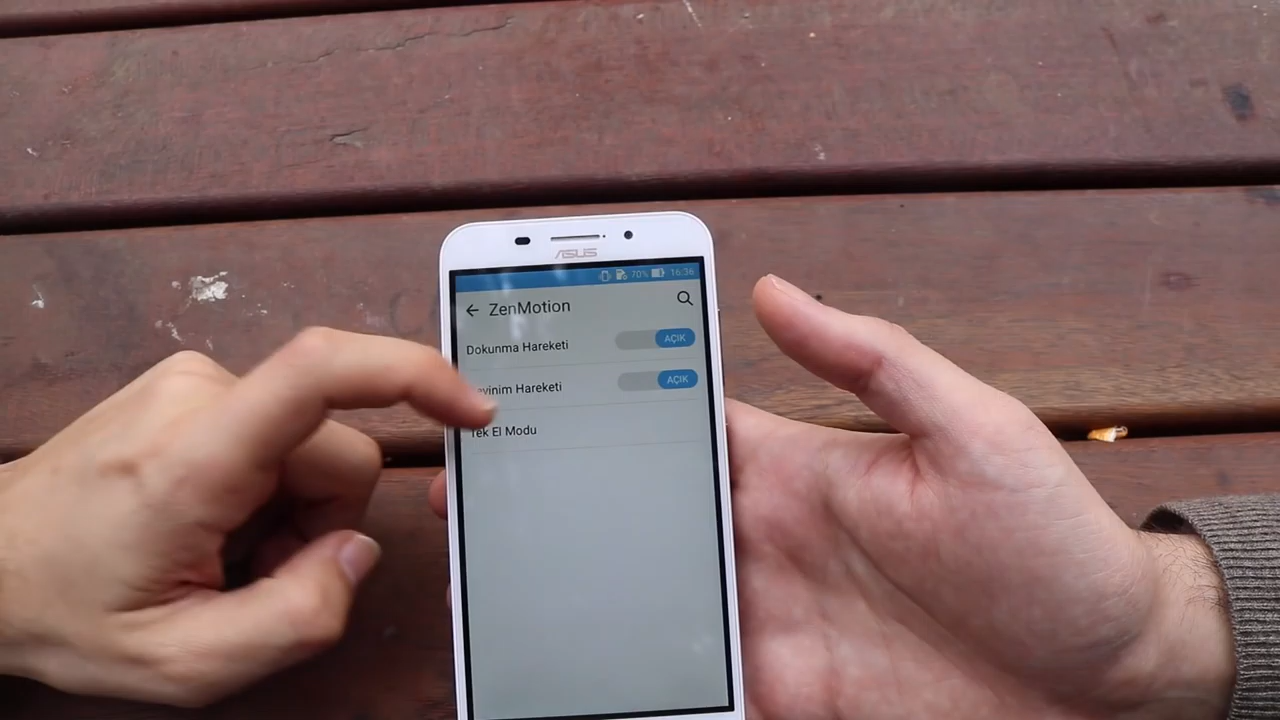 ASUS
70% 16:36
ZenMotion
Dokunma Hareketi AÇIK
Hareketi AÇIK
Tek El Modu